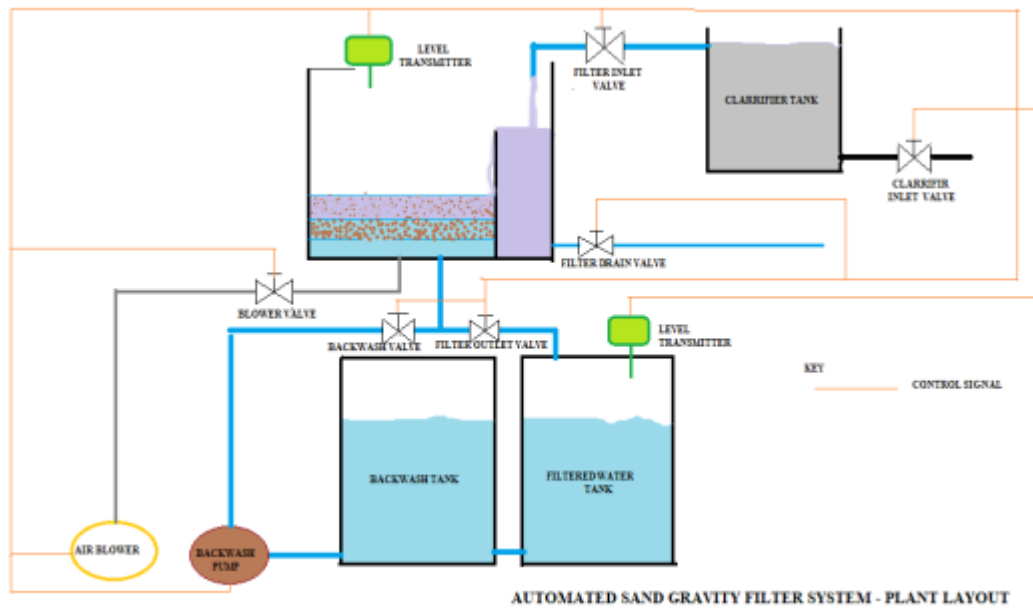 LEVEL
TRANSMITTER
FILTER INLET
VALVE
CLARRIFIER TANK
CLARRIFIR
INLET VALVE
FILTER DRAIN VALVE
BLOWER VALVE
BACKWASH VALVE
FILTER OUTLET VALVE
LEVEL
TRANSMITTER
KEY
CONTROL SIGNAL
BACKWASH TANK
FILTERED WATER
TANK
AIR BLOWER
BACKWASH
PUMP
AUTOMATED SAND GRAVITY FILTER SYSTEM - PLANT LAYOUT